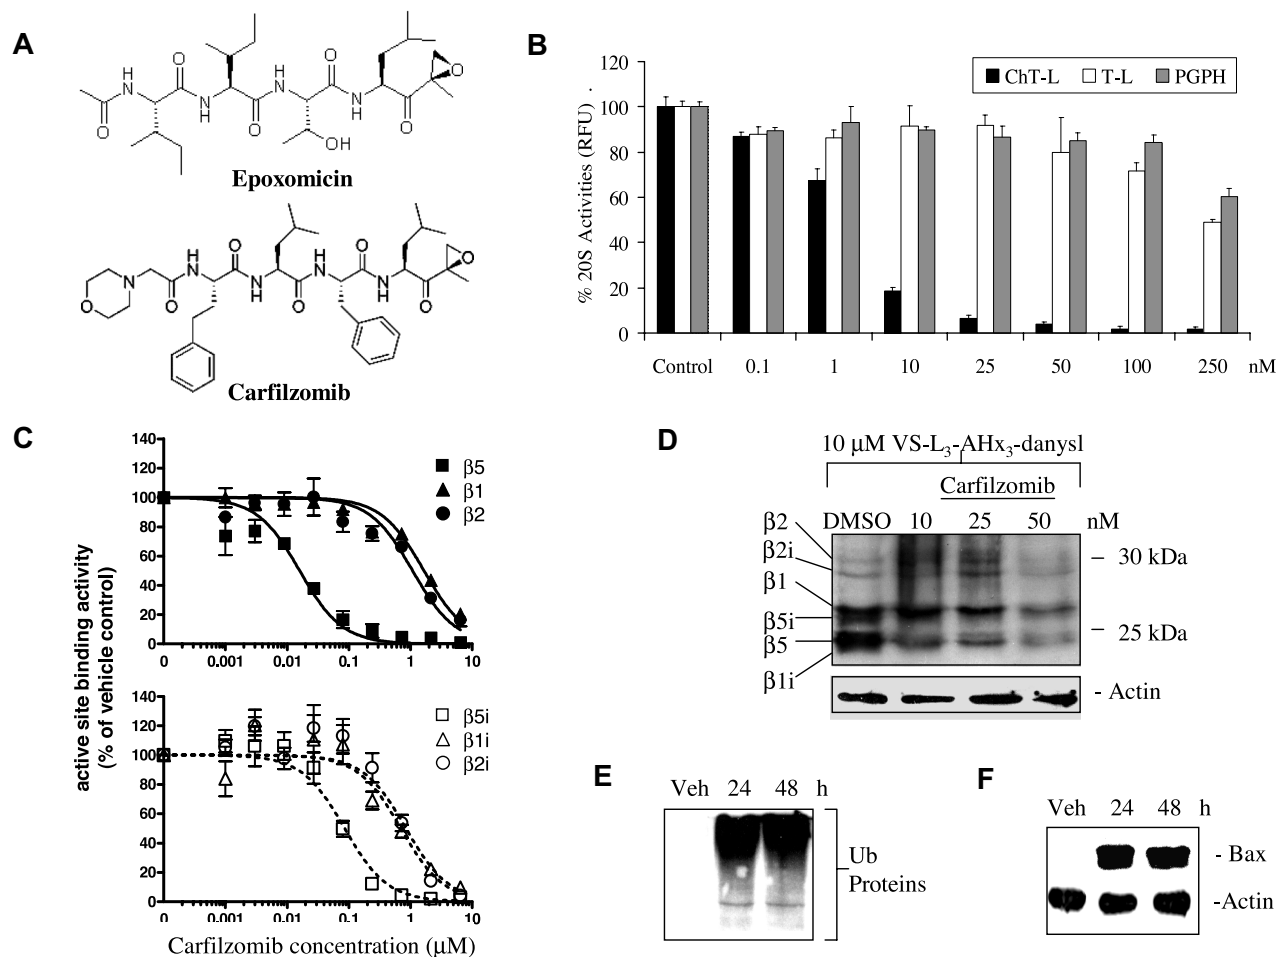 A
H
N
O
O
N
H
H
N
O
O
OH
N
H
O
O
O
Epoxomicin
O
N
O
H
N
O
O
N
H
H
N
O
O
N
H
O
O
Carfilzomib
B
% 20S Activities (RFU)
120
100
80
60
40
20
0
ChT-L T-L PGPH
Control 0.1 1 10 25 50 100 250 nM
C
active site binding activity
(% of vehicle control)
140
120
100
80
60
40
20
0
β5
β1
β2
0 0.001 0.01 0.1 1 10
140
120
100
80
60
40
20
0
β5i
β1i
β2i
0 0.001 0.01 0.1 1 10
Carfilzomib concentration (µM)
D
10 µM VS-L3-AHx3-danysl
Carfilzomib
DMSO 10 25 50 nM
β2
β2i
β1
β5i
β5
β1i
– 30 kDa
– 25 kDa
- Actin
E
Veh 24 48 h
Ub
Proteins
F
Veh 24 48 h
- Bax
-Actin